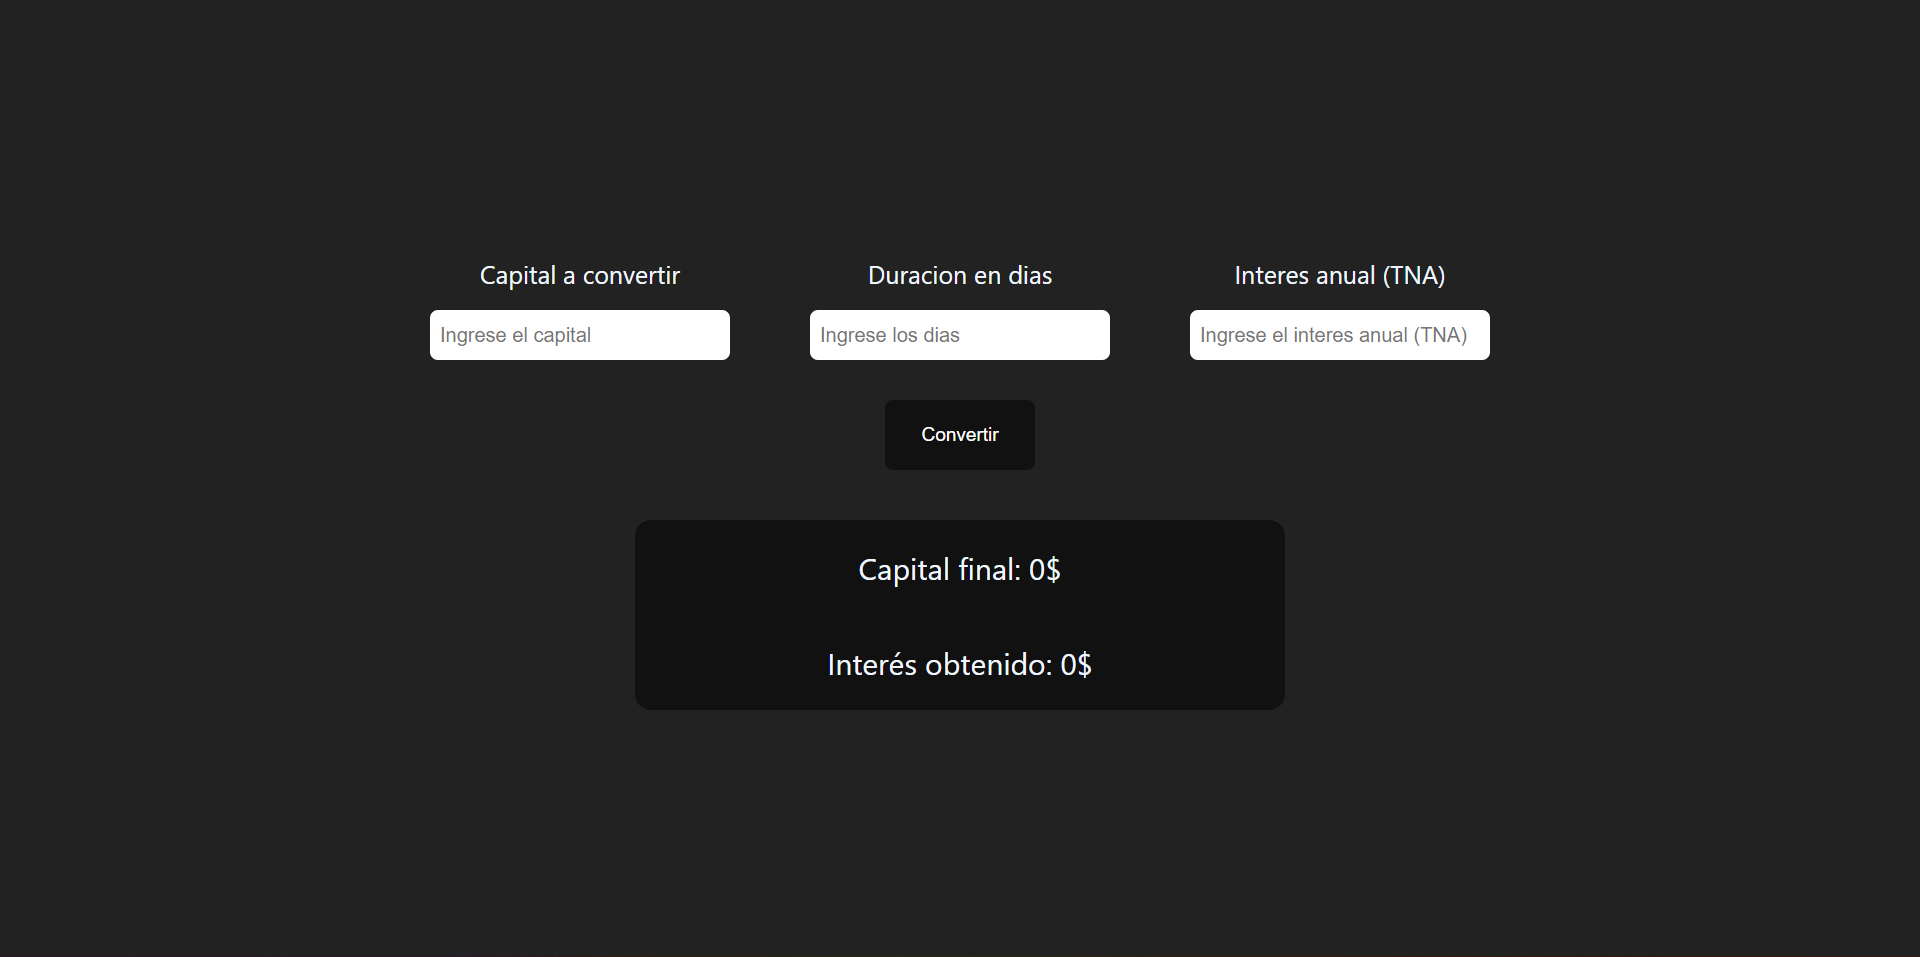 Capital a convertir
Duracion en dias
Interes anual (TNA)
Ingrese el capital
Ingrese los dias
Ingrese el interes anual (TNA)
Convertir
Capital final: 0$
Interés obtenido: 0$